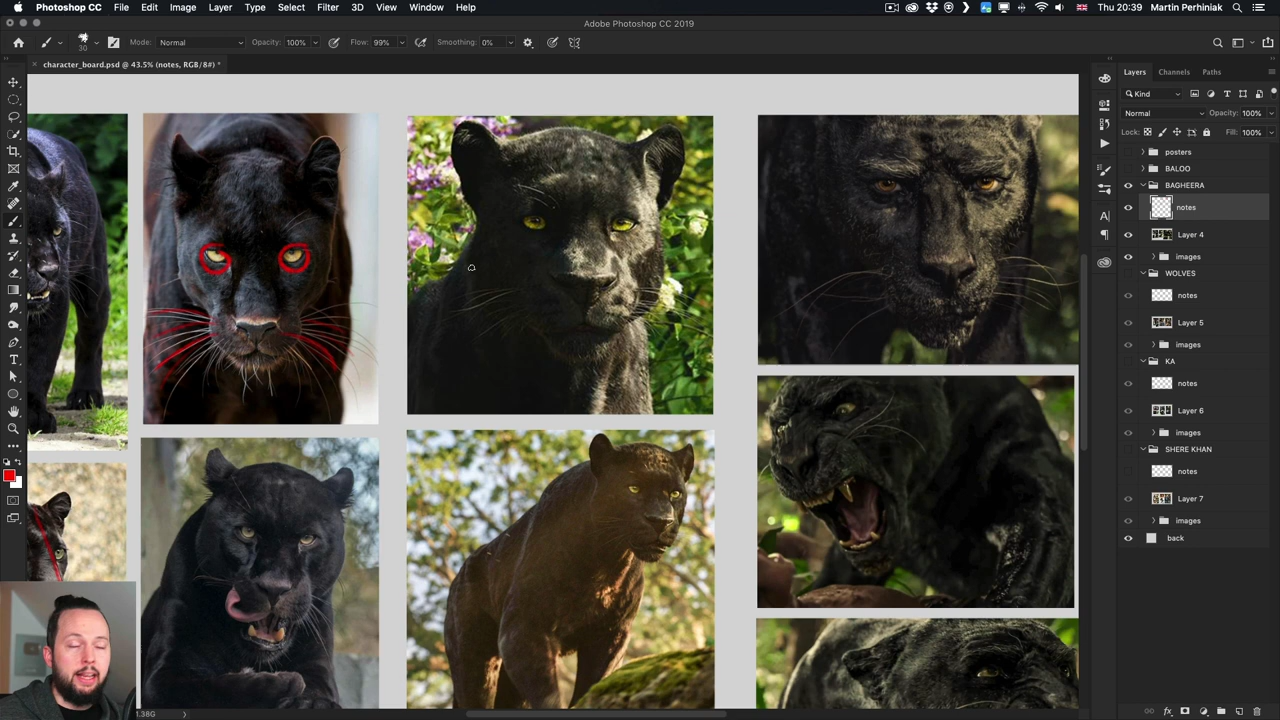 Photoshop CC File Edit Image Layer Type Select Filter 3D View Window Help Thu 20:39 Martin Perhiniak
Adobe Photoshop CC 2019
30 Mode: Normal Opacity: 100% Flow: 99% Smoothing: 0%
character_board.psd @ 43.5% (notes, RGB/8#) *
Layers Channels Paths
Kind
Normal Opacity: 100%
Lock: Fill: 100%
posters
BALOO
BAGHEERA
notes
Layer 4
images
WOLVES
notes
Layer 5
images
KA
notes
Layer 6
images
SHERE KHAN
notes
Layer 7
images
back
1.38G